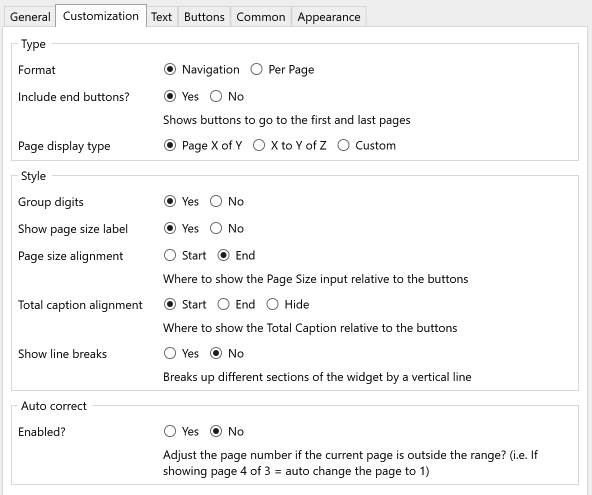 General Customization Text Buttons Common Appearance
Type
Format Navigation Per Page
Include end buttons? Yes No
Shows buttons to go to the first and last pages
Page display type Page X of Y X to Y of Z Custom
Style
Group digits Yes No
Show page size label Yes No
Page size alignment Start End
Where to show the Page Size input relative to the buttons
Total caption alignment Start End Hide
Where to show the Total Caption relative to the buttons
Show line breaks Yes No
Breaks up different sections of the widget by a vertical line
Auto correct
Enabled? Yes No
Adjust the page number if the current page is outside the range? (i.e. If
showing page 4 of 3 = auto change the page to 1)